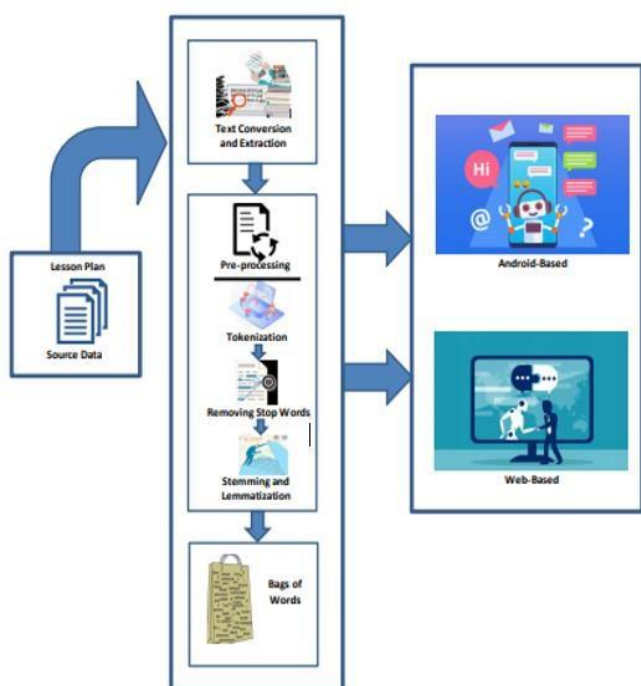 Lesson Plan
Source Data
Text Conversion
and Extraction
Pre-processing
Tokenization
Removing Stop Words
Stemming and
Lemmatization
Bags of
Words
Hi
@
?
Android-Based
Web-Based